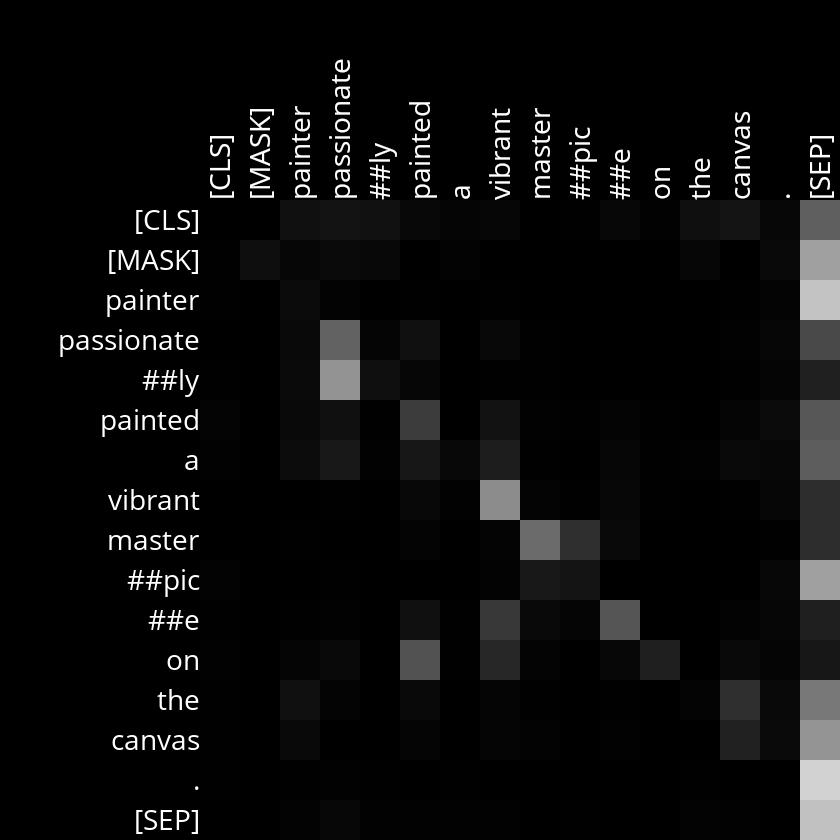 [CLS] [MASK] painter passionate ##ly painted a vibrant master ##pic ##e on the canvas . [SEP]
[CLS]
[MASK]
painter
passionate
##ly
painted
a
vibrant
master
##pic
##e
on
the
canvas
.
[SEP]